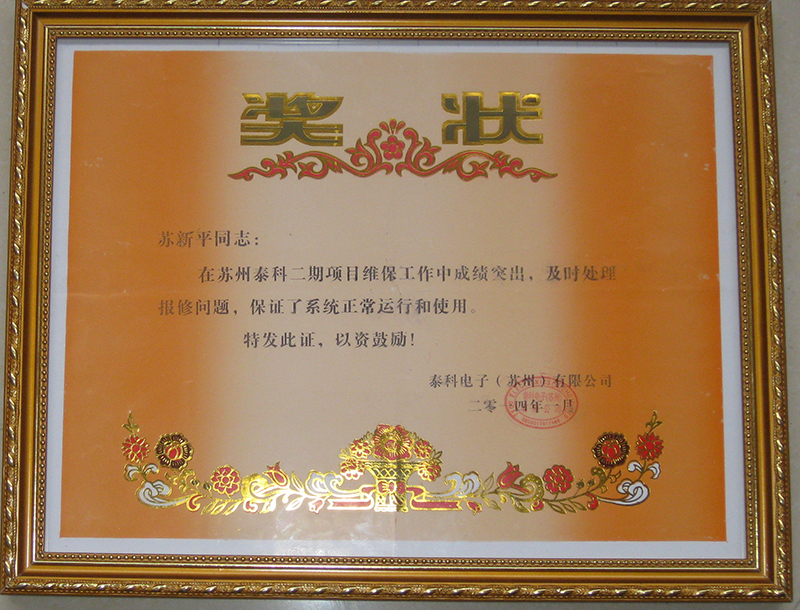 奖 状
苏新平同志：
在苏州泰科二期项目维保工作中成绩突出，及时处理
报修问题，保证了系统正常运行和使用。
特发此证，以资鼓励！
泰科电子（苏州）有限公司
二零一四年一月